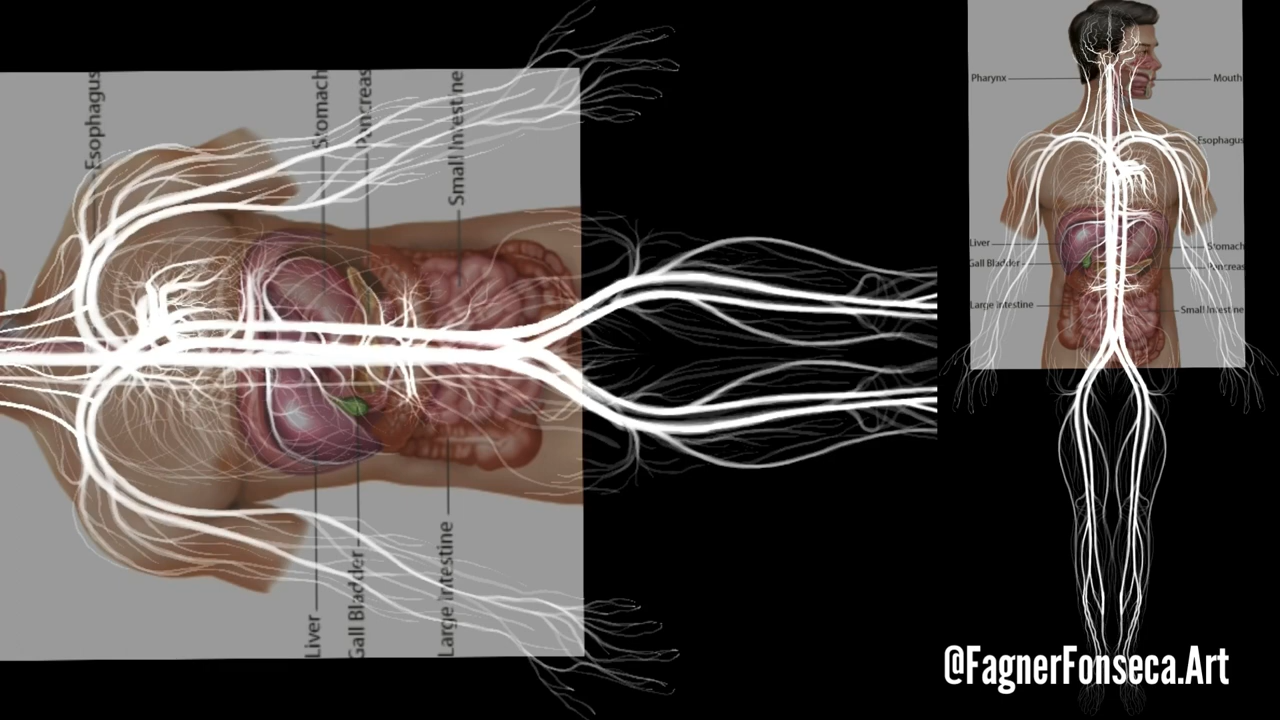 Esophagus
Stomach
Pancreas
Small Intestine
Liver
Gall Bladder
Large Intestine
Pharynx
Mouth
Esophagus
Liver
Stomach
Gall Bladder
Pancreas
Large Intestine
Small Intestine
@FagnerFonseca.Art